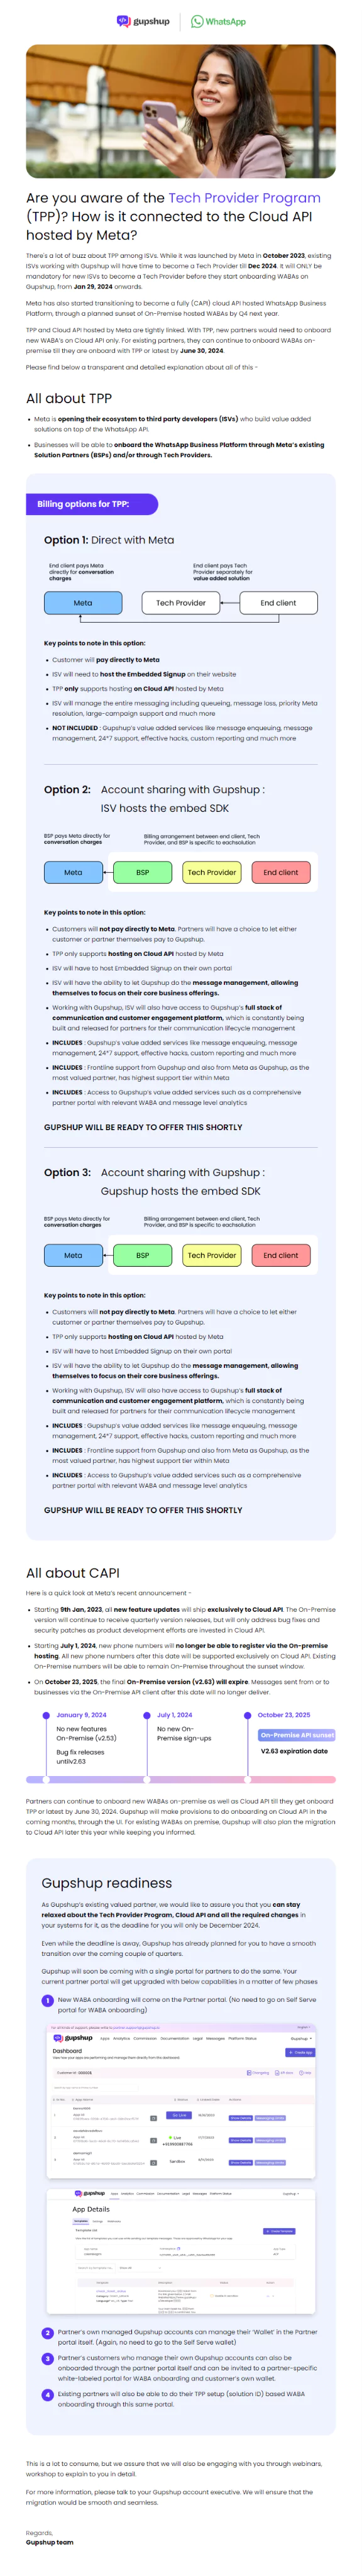 gupshup
WhatsApp
Are you aware of the Tech Provider Program
(TPP)? How is it connected to the Cloud API
hosted by Meta?
There's a lot of buzz about TPP among ISVs. While it was launched by Meta in October 2023, existing
ISVs working with Gupshup will have time to become a Tech Provider till Dec 2024. It will ONLY be
mandatory for new ISVs to become a Tech Provider before they start onboarding WABAs on
Gupshup, from Jan 29, 2024 onwards.
Meta has also started transitioning to become a fully (CAPI) cloud API hosted WhatsApp Business
Platform, through a planned sunset of On-Premise hosted WABAs by Q4 next year.
TPP and Cloud API hosted by Meta are tightly linked. With TPP, new partners would need to onboard
new WABA's on Cloud API only. For existing partners, they can continue to onboard WABAs on-
premise till they are onboard with TPP or latest by June 30, 2024.
Please find below a transparent and detailed explanation about all of this -
All about TPP
• Meta is opening their ecosystem to third party developers (ISVs) who build value added
solutions on top of the WhatsApp API.
• Businesses will be able to onboard the WhatsApp Business Platform through Meta's existing
Solution Partners (BSPs) and/or through Tech Providers.
Billing options for TPP:
Option 1: Direct with Meta
End client pays Meta
directly for conversation
charges
End client pays Tech
Provider separately for
value added solution
Meta
Tech Provider
End client
Key points to note in this option:
• Customer will pay directly to Meta
• ISV will need to host the Embedded Signup on their website
• TPP only supports hosting on Cloud API hosted by Meta
• ISV will manage the entire messaging including queueing, message loss, priority Meta
resolution, large-campaign support and much more
• NOT INCLUDED : Gupshup's value added services like message enqueuing, message
management, 24*7 support, effective hacks, custom reporting and much more
Option 2: Account sharing with Gupshup :
ISV hosts the embed SDK
BSP pays Meta directly for
conversation charges
Billing arrangement between end client, Tech
Provider, and BSP is specific to eachsolution
Meta
BSP
Tech Provider
End client
Key points to note in this option:
• Customers will not pay directly to Meta. Partners will have a choice to let either
customer or partner themselves pay to Gupshup.
• TPP only supports hosting on Cloud API hosted by Meta
• ISV will have to host Embedded Signup on their own portal
• ISV will have the ability to let Gupshup do the message management, allowing
themselves to focus on their core business offerings.
• Working with Gupshup, ISV will also have access to Gupshup's full stack of
communication and customer engagement platform, which is constantly being
built and released for partners for their communication lifecycle management
• INCLUDES : Gupshup's value added services like message enqueuing, message
management, 24*7 support, effective hacks, custom reporting and much more
• INCLUDES : Frontline support from Gupshup and also from Meta as Gupshup, as the
most valued partner, has highest support tier within Meta
• INCLUDES : Access to Gupshup's value added services such as a comprehensive
partner portal with relevant WABA and message level analytics
GUPSHUP WILL BE READY TO OFFER THIS SHORTLY
Option 3: Account sharing with Gupshup :
Gupshup hosts the embed SDK
BSP pays Meta directly for
conversation charges
Billing arrangement between end client, Tech
Provider, and BSP is specific to eachsolution
Meta
BSP
Tech Provider
End client
Key points to note in this option:
• Customers will not pay directly to Meta. Partners will have a choice to let either
customer or partner themselves pay to Gupshup.
• TPP only supports hosting on Cloud API hosted by Meta
• ISV will have to host Embedded Signup on their own portal
• ISV will have the ability to let Gupshup do the message management, allowing
themselves to focus on their core business offerings.
• Working with Gupshup, ISV will also have access to Gupshup's full stack of
communication and customer engagement platform, which is constantly being
built and released for partners for their communication lifecycle management
• INCLUDES : Gupshup's value added services like message enqueuing, message
management, 24*7 support, effective hacks, custom reporting and much more
• INCLUDES : Frontline support from Gupshup and also from Meta as Gupshup, as the
most valued partner, has highest support tier within Meta
• INCLUDES : Access to Gupshup's value added services such as a comprehensive
partner portal with relevant WABA and message level analytics
GUPSHUP WILL BE READY TO OFFER THIS SHORTLY
All about CAPI
Here is a quick look at Meta's recent announcement -
• Starting 9th Jan, 2023, all new feature updates will ship exclusively to Cloud API. The On-Premise
version will continue to receive quarterly version releases, but will only address bug fixes and
security patches as product development efforts are invested in Cloud API.
• Starting July 1, 2024, new phone numbers will no longer be able to register via the On-premise
hosting. All new phone numbers after this date will be supported exclusively on Cloud API. Existing
On-Premise numbers will be able to remain On-Premise throughout the sunset window.
• On October 23, 2025, the final On-Premise version (v2.63) will expire. Messages sent from or to
businesses via the On-Premise API client after this date will no longer deliver.
January 9, 2024
No new features
On-Premise (v2.53)
Bug fix releases
untilv2.63
July 1, 2024
No new On-
Premise sign-ups
October 23, 2025
On-Premise API sunset
V2.63 expiration date
Partners can continue to onboard new WABAs on-premise as well as Cloud API till they get onboard
TPP or latest by June 30, 2024. Gupshup will make provisions to do onboarding on Cloud API in the
coming months, through the UI. For existing WABAs on premise, Gupshup will also plan the migration
to Cloud API later this year while keeping you informed.
Gupshup readiness
As Gupshup's existing valued partner, we would like to assure you that you can stay
relaxed about the Tech Provider Program, Cloud API and all the required changes in
your systems for it, as the deadline for you will only be December 2024.
Even while the deadline is away, Gupshup has already planned for you to have a smooth
transition over the coming couple of quarters.
Gupshup will soon be coming with a single portal for partners to do the same. Your
current partner portal will get upgraded with below capabilities in a matter of few phases
1 New WABA onboarding will come on the Partner portal. (No need to go on Self Serve
portal for WABA onboarding)
gupshup Apps Analytics Commission Documentation Legal Messages Platform Status Gupshup
Dashboard
+ Create App
Go Live
Live
Sandbox
gupshup Apps Analytics Commission Documentation Legal Messages Platform Status Gupshup
App Details
Template List
2 Partner's own managed Gupshup accounts can manage their 'Wallet' in the Partner
portal itself. (Again, no need to go to the Self Serve wallet)
3 Partner's customers who manage their own Gupshup accounts can also be
onboarded through the partner portal itself and can be invited to a partner-specific
white-labeled portal for WABA onboarding and customer's own wallet.
4 Existing partners will also be able to do their TPP setup (solution ID) based WABA
onboarding through this same portal.
This is a lot to consume, but we assure that we will also be engaging with you through webinars,
workshop to explain to you in detail.
For more information, please talk to your Gupshup account executive. We will ensure that the
migration would be smooth and seamless.
Regards,
Gupshup team